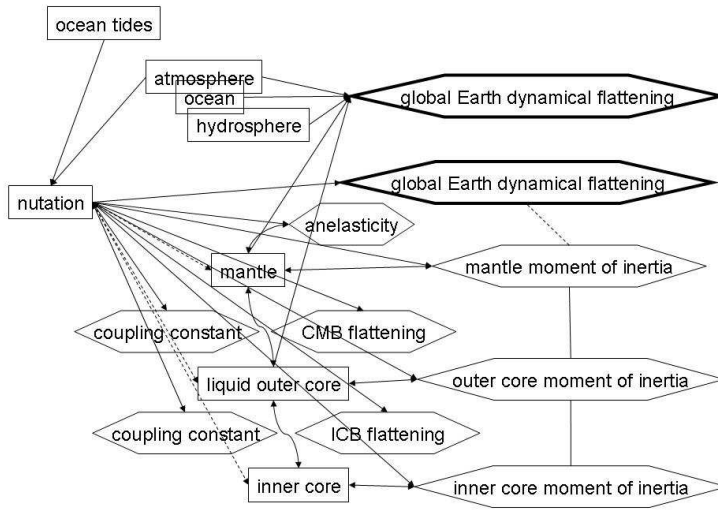 ocean tides
atmosphere
ocean
hydrosphere
global Earth dynamical flattening
global Earth dynamical flattening
nutation
anelasticity
mantle
mantle moment of inertia
coupling constant
CMB flattening
liquid outer core
outer core moment of inertia
coupling constant
ICB flattening
inner core
inner core moment of inertia